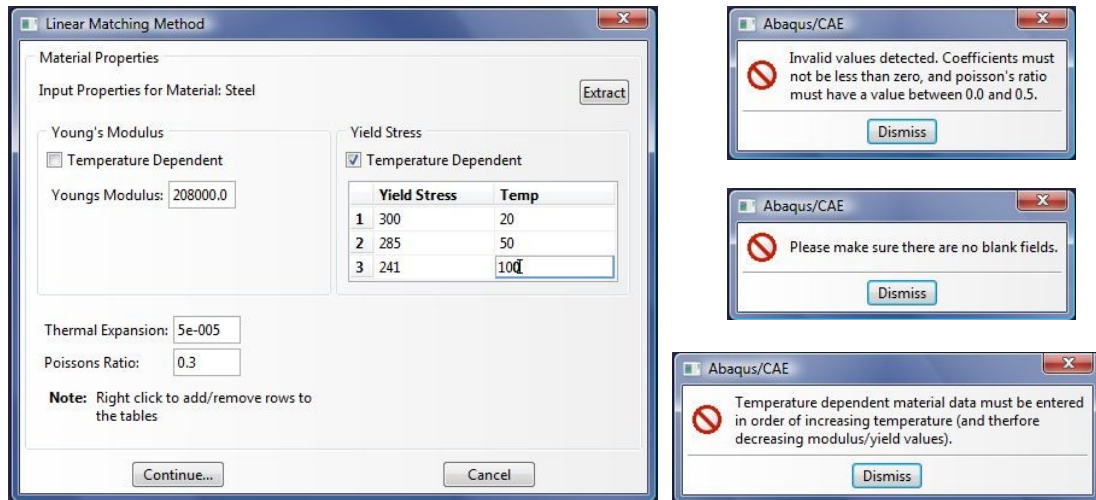 Linear Matching Method
Material Properties
Input Properties for Material: Steel
Extract
Young's Modulus
Temperature Dependent
Youngs Modulus: 208000.0
Yield Stress
Temperature Dependent
Yield Stress Temp
1 300 20
2 285 50
3 241 100
Thermal Expansion: 5e-005
Poissons Ratio: 0.3
Note: Right click to add/remove rows to
the tables
Continue...
Cancel
Abaqus/CAE
Invalid values detected. Coefficients must
not be less than zero, and poisson's ratio
must have a value between 0.0 and 0.5.
Dismiss
Abaqus/CAE
Please make sure there are no blank fields.
Dismiss
Abaqus/CAE
Temperature dependent material data must be entered
in order of increasing temperature (and therfore
decreasing modulus/yield values).
Dismiss